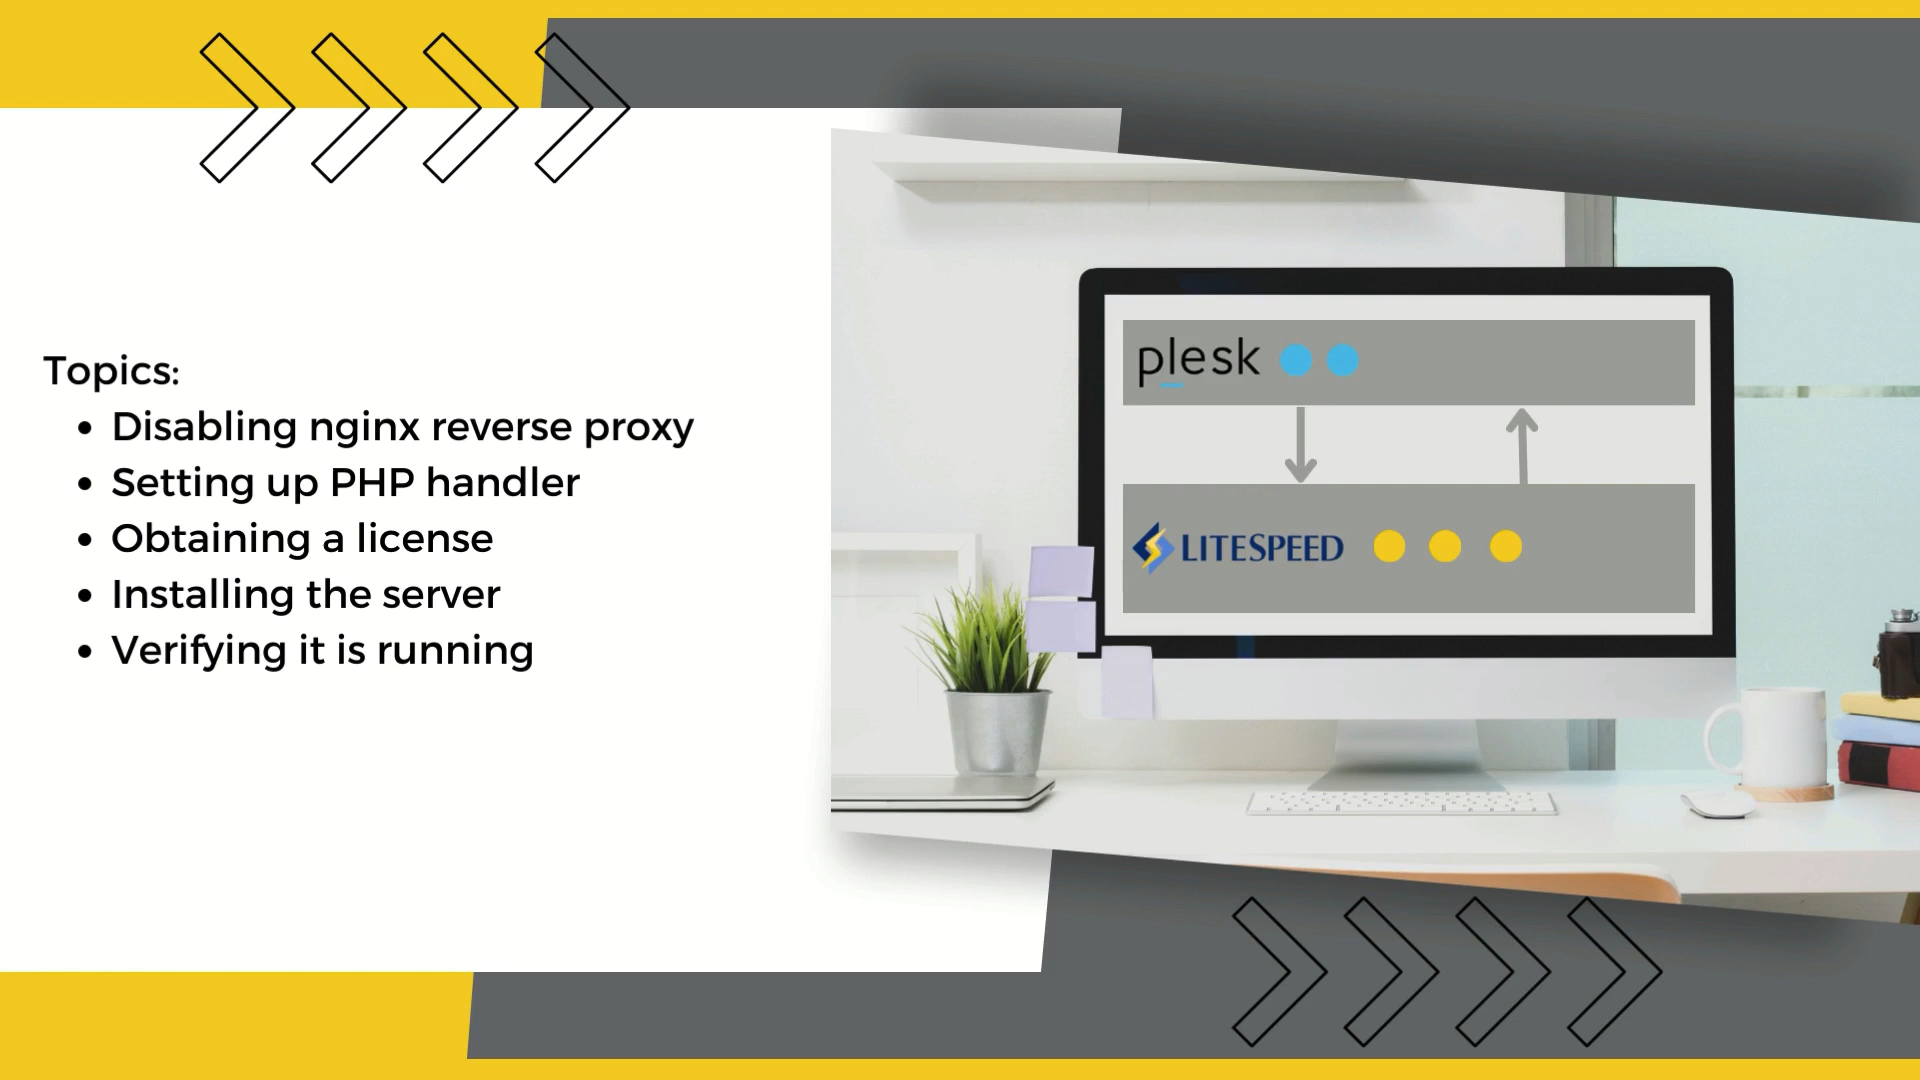 Topics:
Disabling nginx reverse proxy
Setting up PHP handler
Obtaining a license
Installing the server
Verifying it is running
plesk
LITESPEED